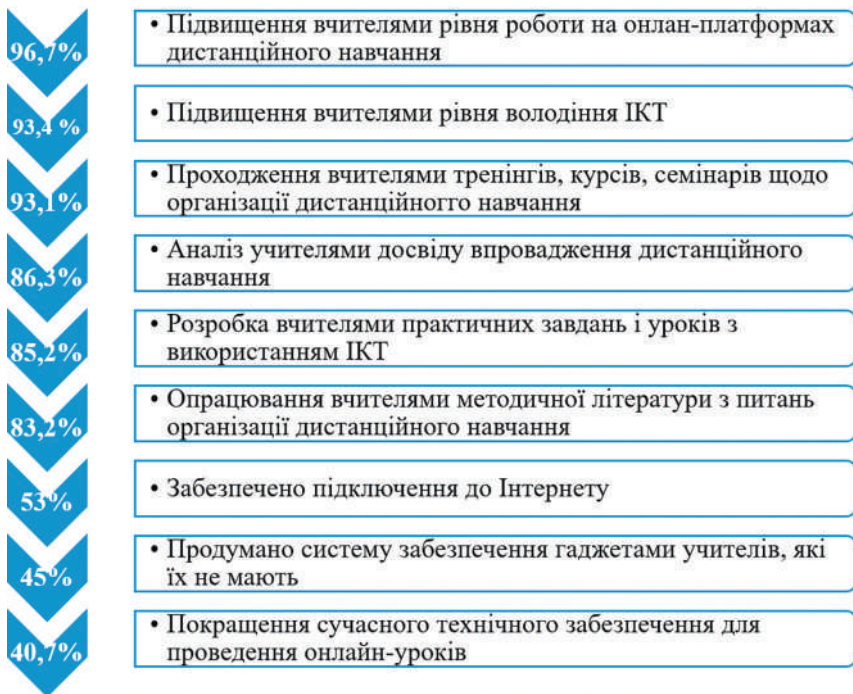 96,7%
• Підвищення вчителями рівня роботи на онлан-платформах
дистанційного навчання
93,4 %
• Підвищення вчителями рівня володіння ІКТ
93,1%
• Проходження вчителями тренінгів, курсів, семінарів щодо
організації дистанційногго навчання
86,3%
• Аналіз учителями досвіду впровадження дистанційного
навчання
85,2%
• Розробка вчителями практичних завдань і уроків з
використанням ІКТ
83,2%
• Опрацювання вчителями методичної літератури з питань
організації дистанційного навчання
53%
• Забезпечено підключення до Інтернету
45%
• Продумано систему забезпечення гаджетами учителів, які
їх не мають
40,7%
• Покращення сучасного технічного забезпечення для
проведення онлайн-уроків